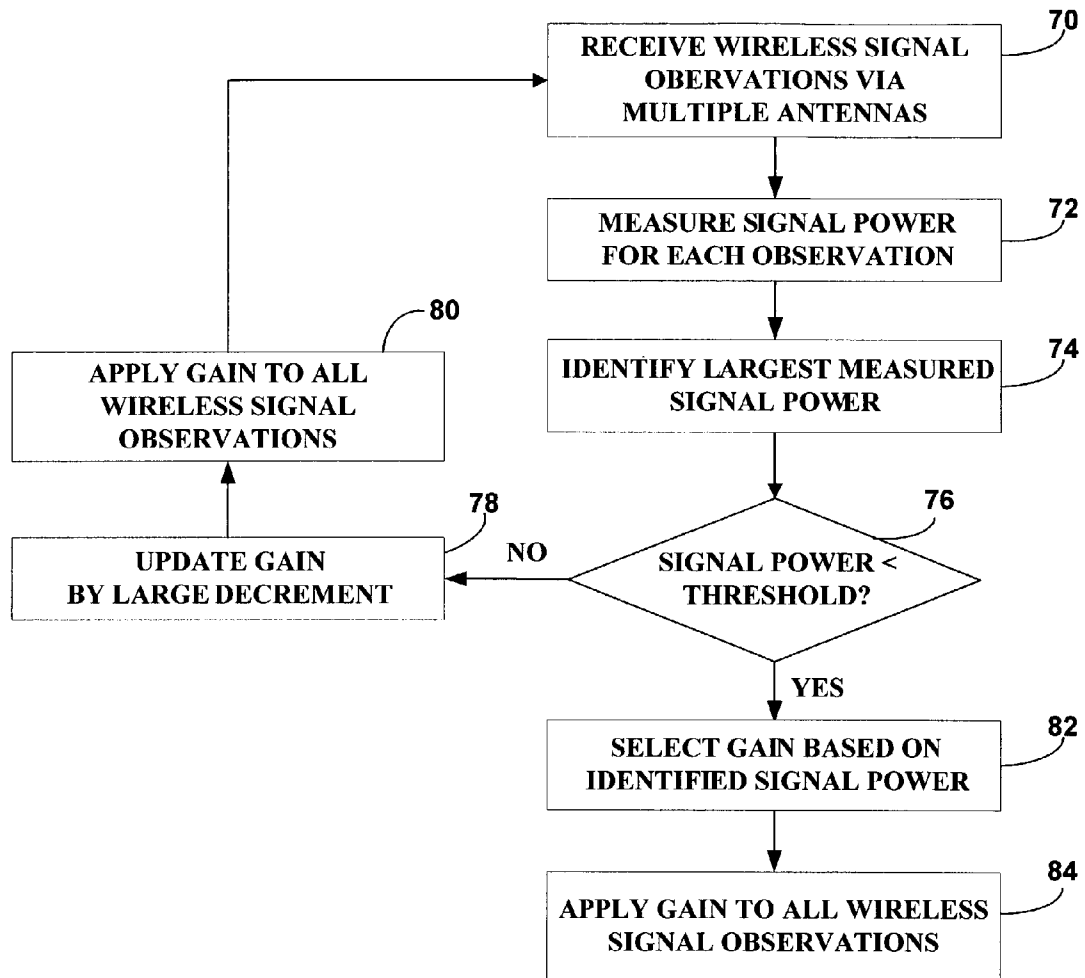 70
RECEIVE WIRELESS SIGNAL
OBERVATIONS VIA
MULTIPLE ANTENNAS
72
MEASURE SIGNAL POWER
FOR EACH OBSERVATION
74
IDENTIFY LARGEST MEASURED
SIGNAL POWER
76
SIGNAL POWER <
THRESHOLD?
NO
78
UPDATE GAIN
BY LARGE DECREMENT
80
APPLY GAIN TO ALL
WIRELESS SIGNAL
OBSERVATIONS
YES
82
SELECT GAIN BASED ON
IDENTIFIED SIGNAL POWER
84
APPLY GAIN TO ALL WIRELESS
SIGNAL OBSERVATIONS